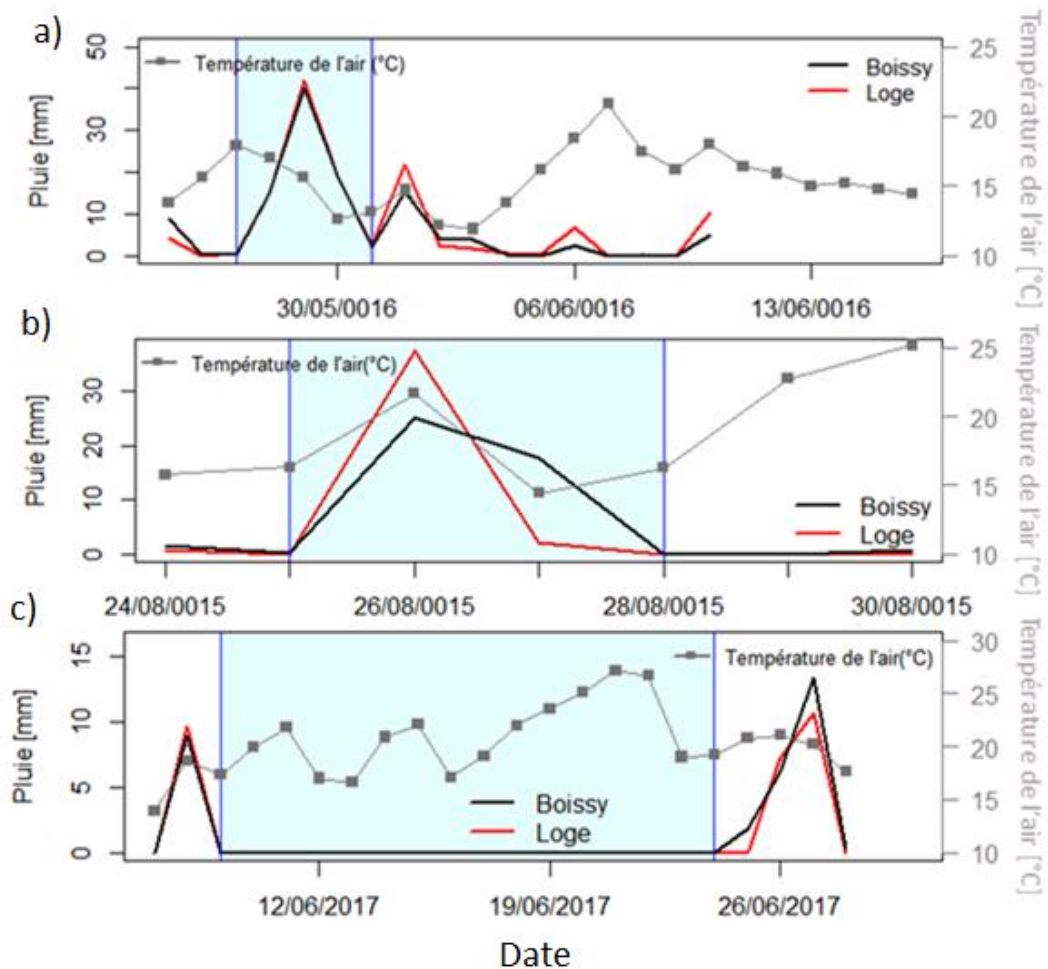 a)
Pluie [mm]
50
30
10
0
Température de l'air (°C)
Boissy
Loge
25
20
15
10
Température de l'air [°C]
30/05/0016
06/06/0016
13/06/0016
b)
Pluie [mm]
30
20
10
0
Température de l'air(°C)
Boissy
Loge
25
20
15
10
Température de l'air [°C]
24/08/0015
26/08/0015
28/08/0015
30/08/0015
c)
Pluie [mm]
15
10
5
0
Température de l'air(°C)
Boissy
Loge
30
25
20
15
10
Température de l'air [°C]
12/06/2017
19/06/2017
26/06/2017
Date